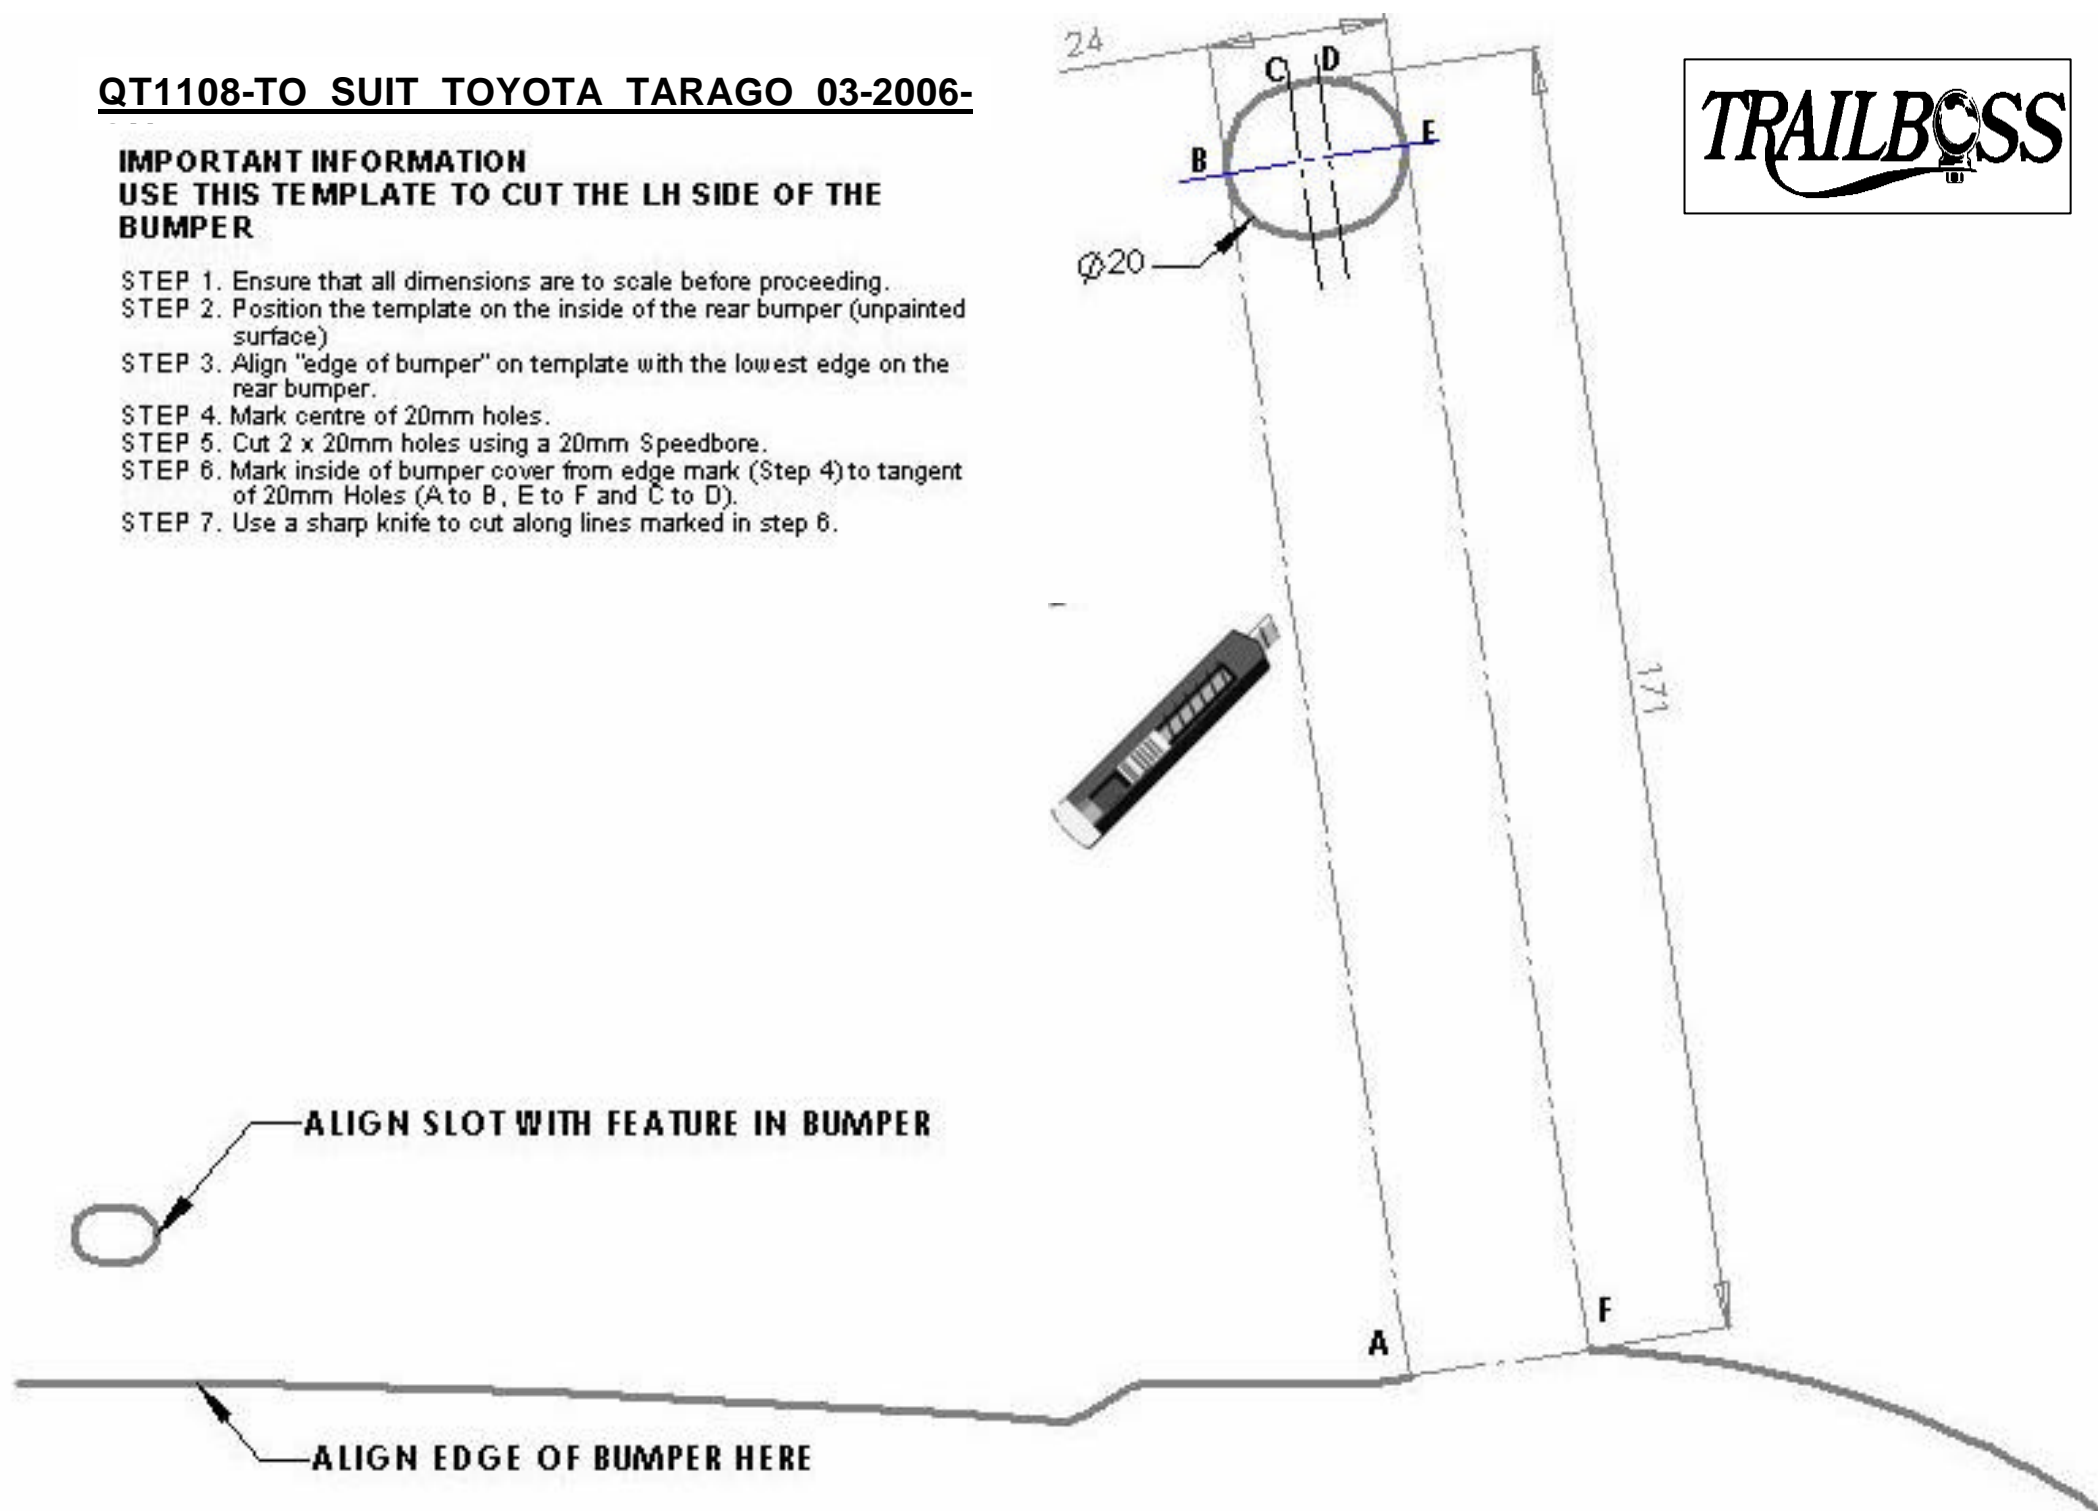 QT1108-TO SUIT TOYOTA TARAGO 03-2006-
IMPORTANT INFORMATION
USE THIS TEMPLATE TO CUT THE LH SIDE OF THE
BUMPER
STEP 1. Ensure that all dimensions are to scale before proceeding.
STEP 2. Position the template on the inside of the rear bumper (unpainted
surface)
STEP 3. Align "edge of bumper" on template with the lowest edge on the
rear bumper.
STEP 4. Mark centre of 20mm holes.
STEP 5. Cut 2 x 20mm holes using a 20mm Speedbore.
STEP 6. Mark inside of bumper cover from edge mark (Step 4) to tangent
of 20mm Holes (A to B, E to F and C to D).
STEP 7. Use a sharp knife to cut along lines marked in step 6.
24
C D
B
E
Ø20
TRAILBOSS
171
ALIGN SLOT WITH FEATURE IN BUMPER
A
F
ALIGN EDGE OF BUMPER HERE